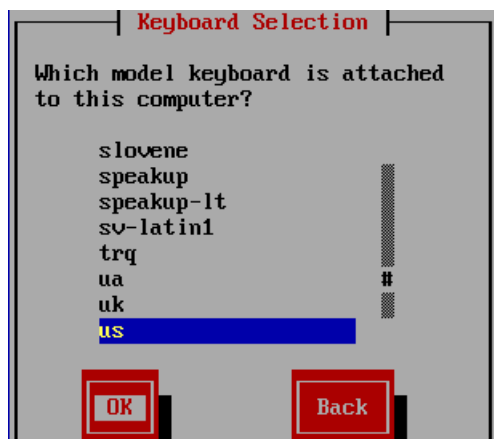 Keyboard Selection
Which model keyboard is attached
to this computer?
slovene
speakup
speakup-lt
sv-latin1
trq
ua #
uk
us
OK Back